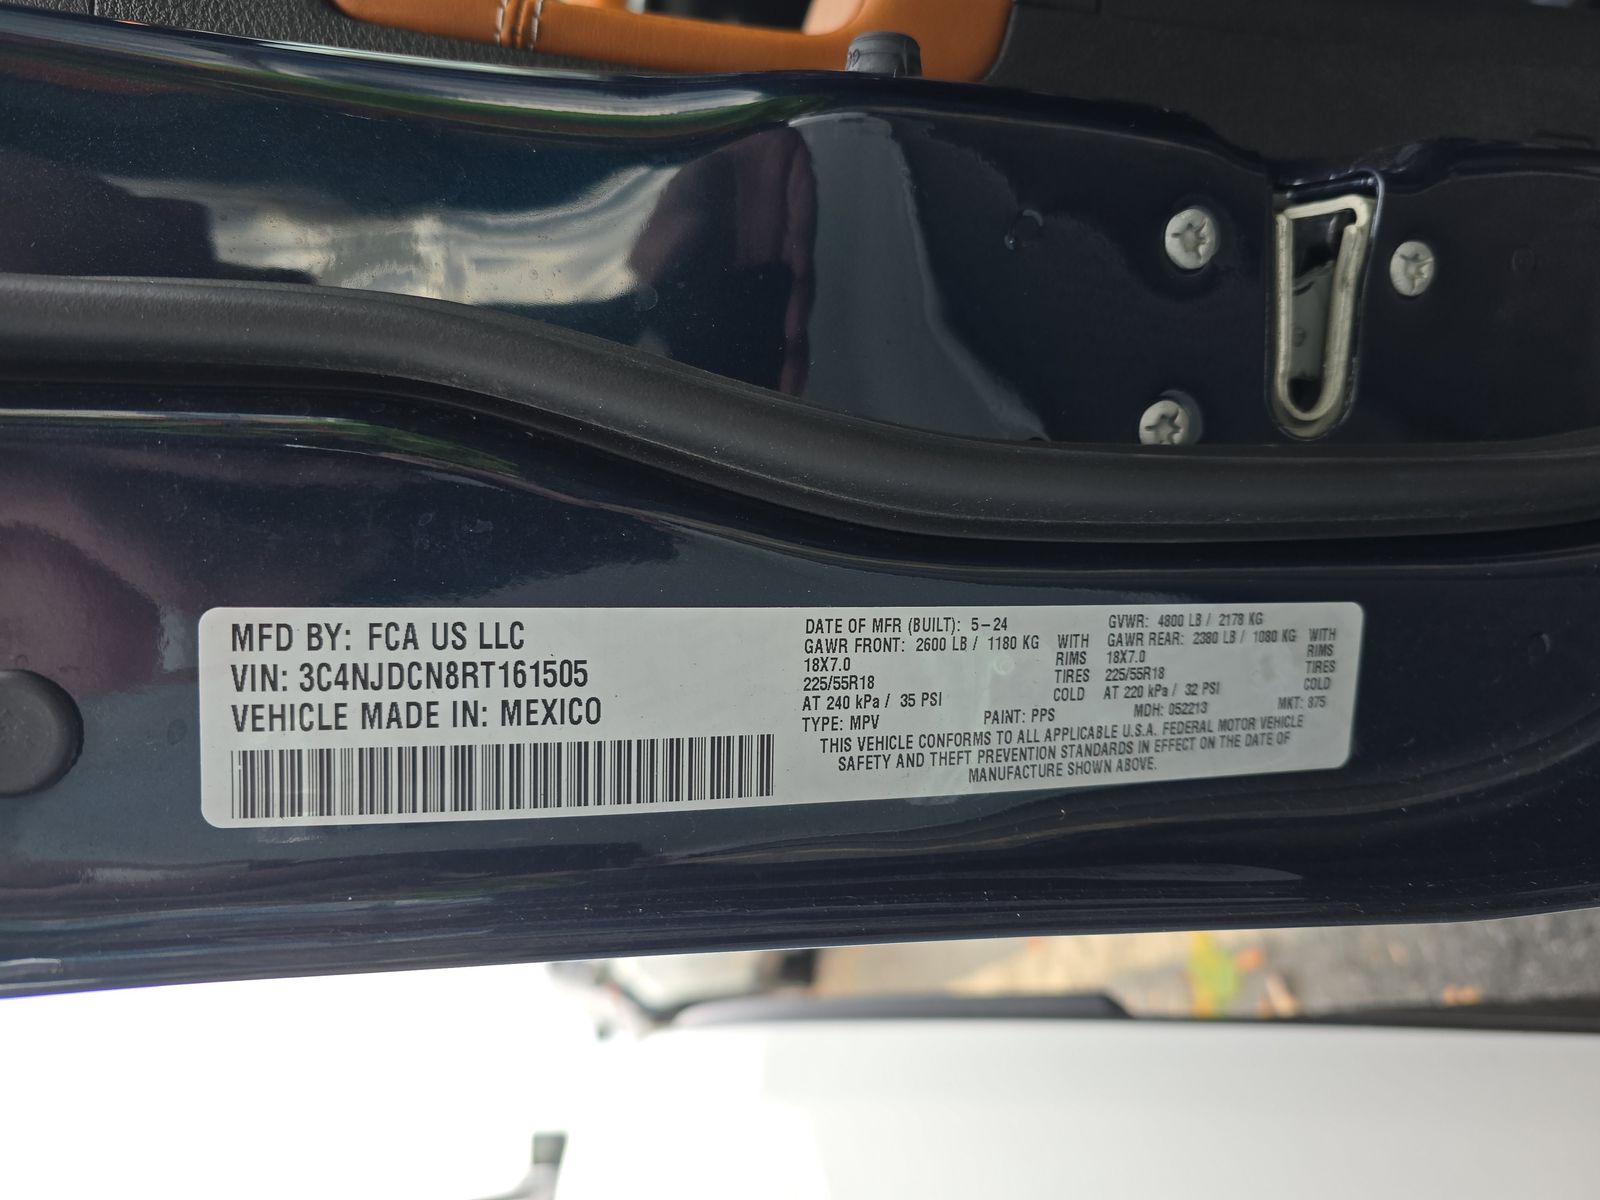 MFD BY: FCA US LLC
VIN: 3C4NJDCN8RT161505
VEHICLE MADE IN: MEXICO
DATE OF MFR (BUILT): 5-24 GVWR: 4800 LB / 2178 KG
GAWR FRONT: 2600 LB / 1180 KG WITH GAWR REAR: 2380 LB / 1080 KG WITH
18X7.0 RIMS 18X7.0 RIMS
225/55R18 TIRES 225/55R18 TIRES
AT 240 kPa / 35 PSI COLD AT 220 kPa / 32 PSI COLD
TYPE: MPV PAINT: PPS MDH: 052213 MKT: 875
THIS VEHICLE CONFORMS TO ALL APPLICABLE U.S.A. FEDERAL MOTOR VEHICLE
SAFETY AND THEFT PREVENTION STANDARDS IN EFFECT ON THE DATE OF
MANUFACTURE SHOWN ABOVE.